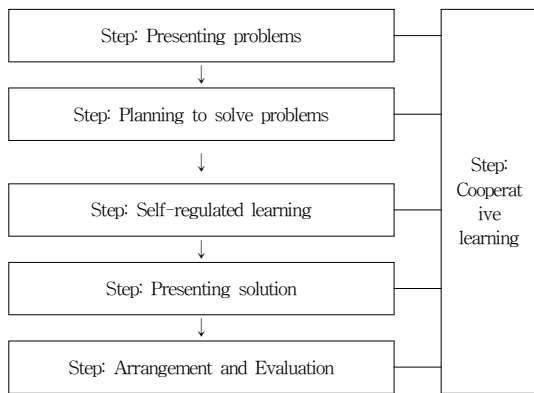 Step: Presenting problems
↓
Step: Planning to solve problems
↓
Step: Self-regulated learning
↓
Step: Presenting solution
↓
Step: Arrangement and Evaluation
Step:
Cooperat
ive
learning